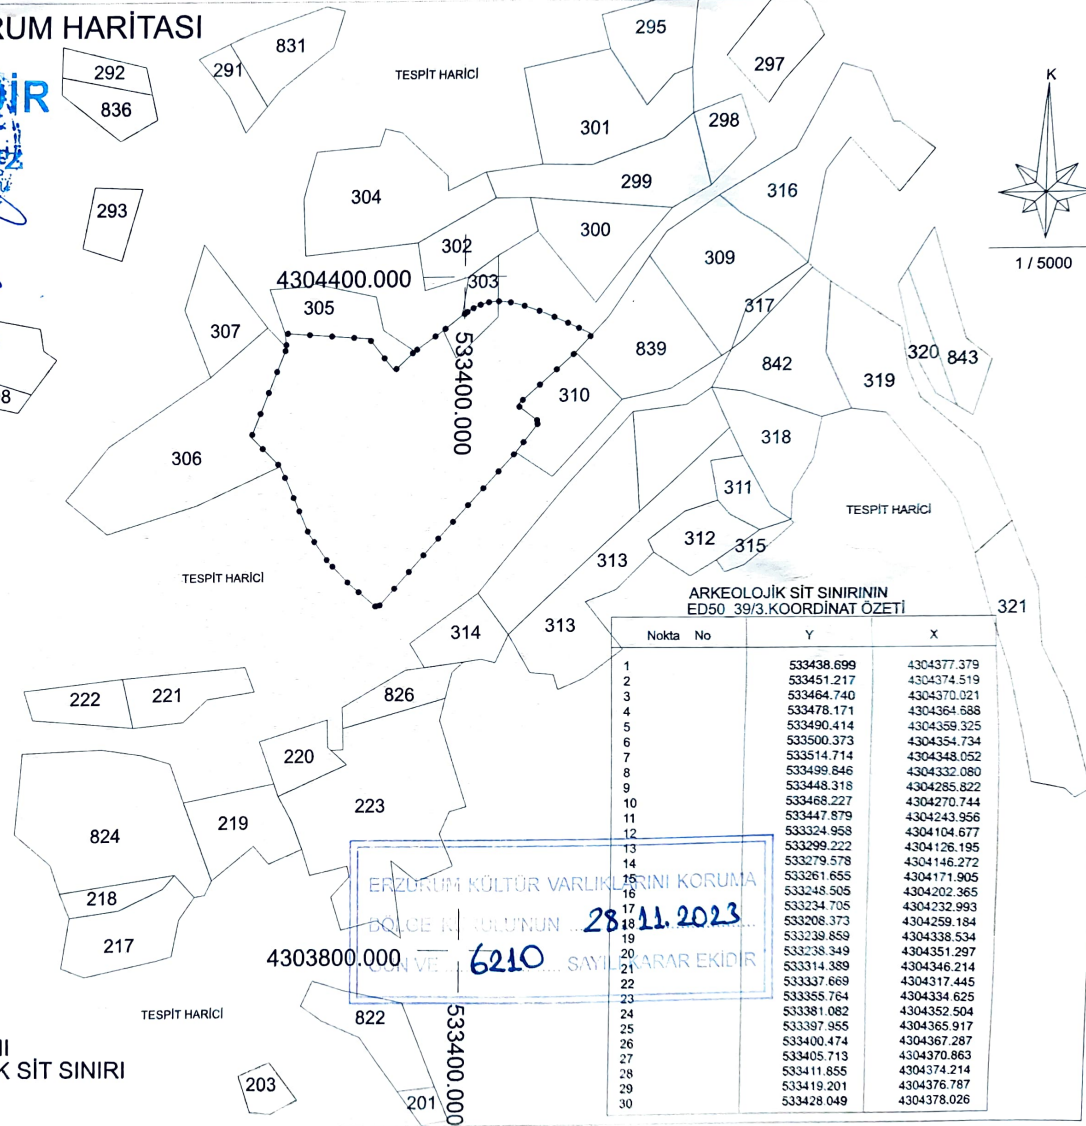 RUM HARİTASI
İR
831
295
292
291
TESPİT HARİCİ
297
K
836
301
298
299
316
304
293
300
302
309
1 / 5000
4304400.000
303
305
317
307
839
320
843
842
319
533400.000
8
310
318
306
311
TESPİT HARİCİ
312
315
313
TESPİT HARİCİ
ARKEOLOJİK SİT SINIRININ
ED50 39/3.KOORDİNAT ÖZETİ
321
314
313
Nokta No Y X
1 533438.699 4304377.379
2 533451.217 4304374.519
3 533464.740 4304370.021
4 533478.171 4304364.688
5 533490.414 4304359.325
6 533500.373 4304354.734
7 533514.714 4304348.052
8 533499.846 4304332.080
9 533448.318 4304285.822
10 533468.227 4304270.744
11 533447.879 4304243.956
12 533324.958 4304104.677
13 533299.222 4304126.195
14 533279.578 4304146.272
15 533261.655 4304171.905
16 533248.505 4304202.365
17 533234.705 4304232.993
18 533208.373 4304259.184
19 533239.859 4304338.534
20 533238.349 4304351.297
21 533314.389 4304346.214
22 533337.669 4304317.445
23 533355.764 4304334.625
24 533381.082 4304352.504
25 533397.955 4304365.917
26 533400.474 4304367.287
27 533405.713 4304370.863
28 533411.855 4304374.214
29 533419.201 4304376.787
30 533428.049 4304378.026
222
221
826
220
223
219
824
218
217
ERZURUM KÜLTÜR VARLIKLARINI KORUMA
BÖLGE KURULU'NUN 28.11.2023
GÜN VE 6210 SAYILI KARAR EKİDİR
4303800.000
TESPİT HARİCİ
822
533400.000
K SİT SINIRI
203
201